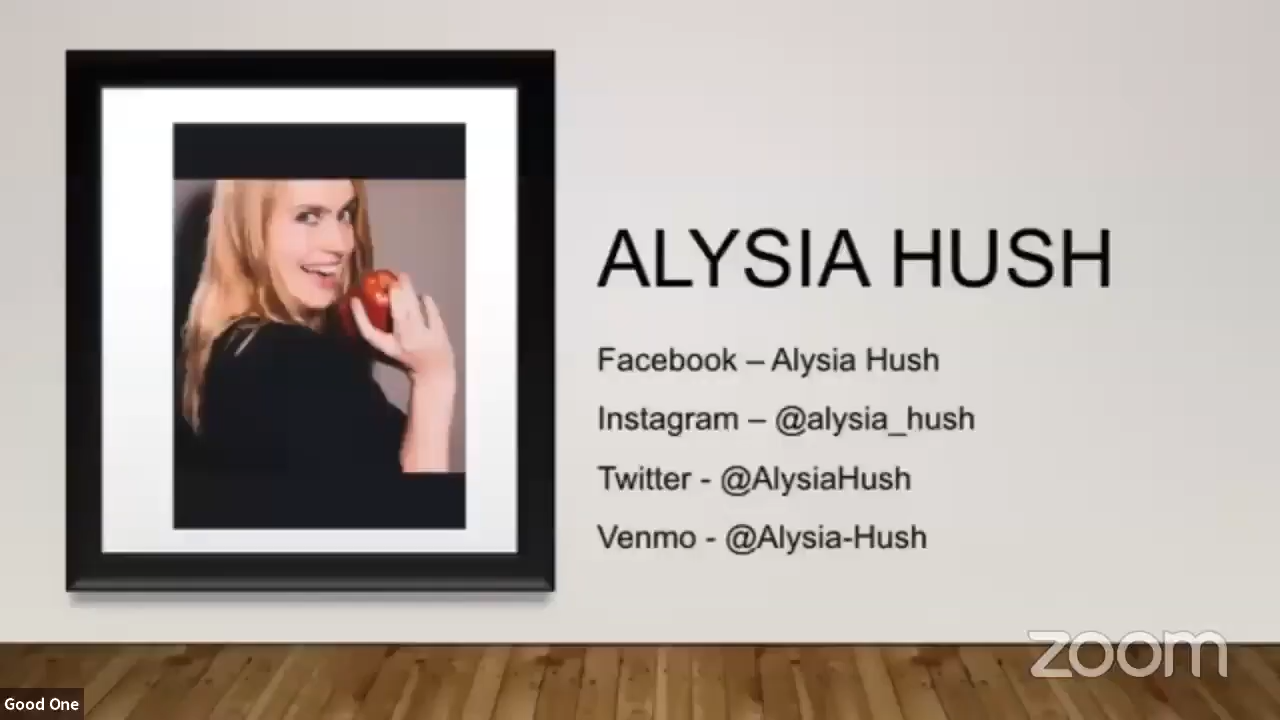 ALYSIA HUSH
Facebook – Alysia Hush
Instagram – @alysia_hush
Twitter - @AlysiaHush
Venmo - @Alysia-Hush
zoom
Good One